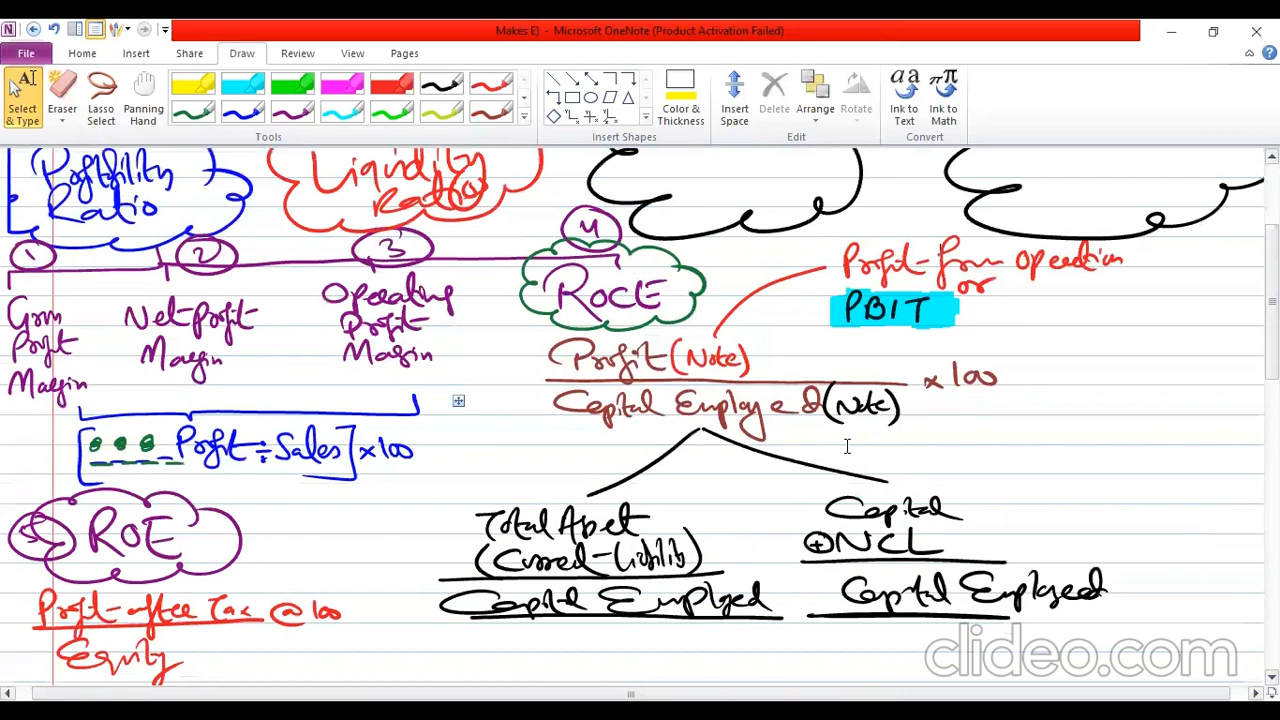 Makes E) - Microsoft OneNote (Product Activation Failed)
File Home Insert Share Draw Review View Pages
Select & Type
Eraser
Lasso Select
Panning Hand
Color & Thickness
Insert Space
Delete
Arrange
Rotate
Ink to Text
Ink to Math
Tools
Insert Shapes
Edit
Convert
Profitability
Ratio
Liquidity
Ratio
1
2
3
4
Gross
Profit
Margin
Net Profit
Margin
Operating
Profit
Margin
ROCE
Profit from Operation
or
PBIT
Profit (Note)
Capital Employed (Note)
x 100
[ Profit ÷ Sales] x 100
5 ROE
Profit after Tax @ 100
Equity
Total Asset
(Current Liability)
Capital Employed
Capital
+ NCL
Capital Employed
clideo.com